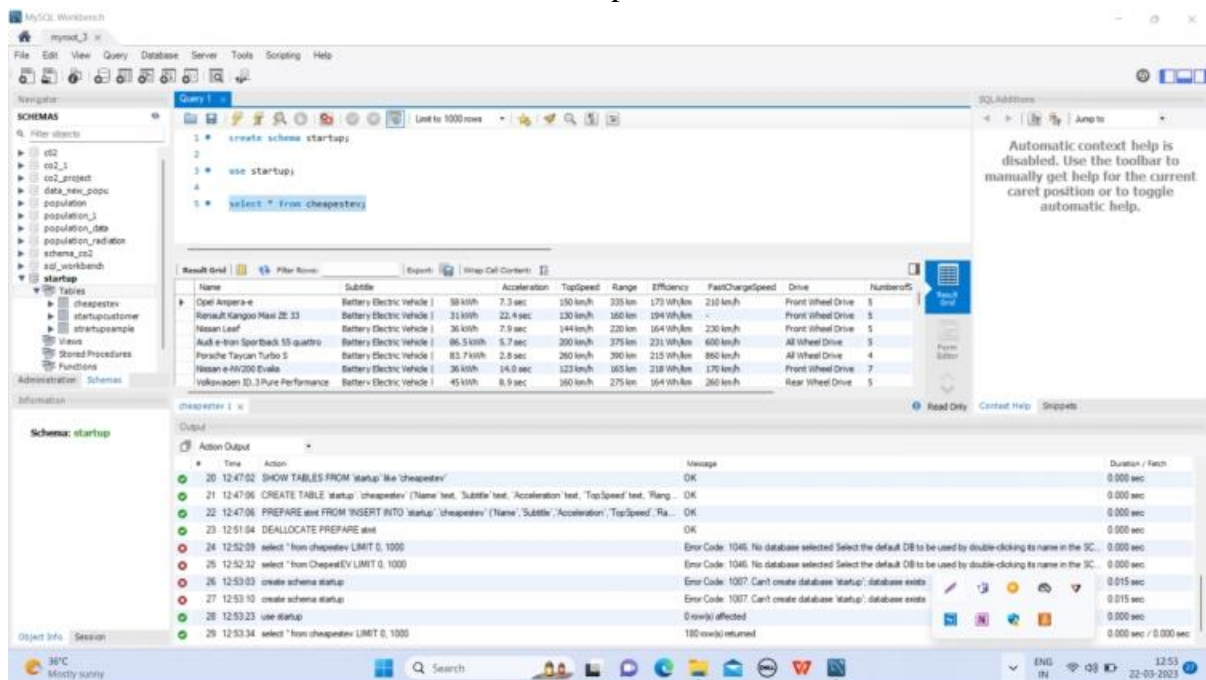 MySQL Workbench
myroot_3 ×
File Edit View Query Database Server Tools Scripting Help
Navigator
SCHEMAS
Filter objects
c02
co2_1
co2_project
data_new_popu
population
population_1
population_data
population_radiation
schema_co2
sql_workbench
startup
Tables
cheapestev
startupcustomer
strartupsample
Views
Stored Procedures
Functions
Administration Schemas
Information
Schema: startup
Object Info Session
Query 1 ×
Limit to 1000 rows
1 create schema startup;
2
3 use startup;
4
5 select * from cheapestev;
Result Grid Filter Rows: Export: Wrap Cell Content:
Name Subtitle Acceleration TopSpeed Range Efficiency FastChargeSpeed Drive NumberofS
Opel Ampera-e Battery Electric Vehicle | 58 kWh 7.3 sec 150 km/h 335 km 173 Wh/km 210 km/h Front Wheel Drive 5
Renault Kangoo Maxi ZE 33 Battery Electric Vehicle | 31 kWh 22.4 sec 130 km/h 160 km 194 Wh/km - Front Wheel Drive 5
Nissan Leaf Battery Electric Vehicle | 36 kWh 7.9 sec 144 km/h 220 km 164 Wh/km 230 km/h Front Wheel Drive 5
Audi e-tron Sportback 55 quattro Battery Electric Vehicle | 86.5 kWh 5.7 sec 200 km/h 375 km 231 Wh/km 600 km/h All Wheel Drive 5
Porsche Taycan Turbo S Battery Electric Vehicle | 83.7 kWh 2.8 sec 260 km/h 390 km 215 Wh/km 860 km/h All Wheel Drive 4
Nissan e-NV200 Evalia Battery Electric Vehicle | 36 kWh 14.0 sec 123 km/h 165 km 218 Wh/km 170 km/h Front Wheel Drive 7
Volkswagen ID.3 Pure Performance Battery Electric Vehicle | 45 kWh 8.9 sec 160 km/h 275 km 164 Wh/km 260 km/h Rear Wheel Drive 5
Result Grid
Form Editor
cheapestev 1 × Read Only
SQLAdditions
Jump to
Automatic context help is
disabled. Use the toolbar to
manually get help for the current
caret position or to toggle
automatic help.
Context Help Snippets
Output
Action Output
# Time Action Message Duration / Fetch
20 12:47:02 SHOW TABLES FROM `startup` like 'cheapestev' OK 0.000 sec
21 12:47:06 CREATE TABLE `startup`.`cheapestev` (`Name` text, `Subtitle` text, `Acceleration` text, `TopSpeed` text, `Rang... OK 0.000 sec
22 12:47:06 PREPARE stmt FROM 'INSERT INTO `startup`.`cheapestev` (`Name`,`Subtitle`,`Acceleration`,`TopSpeed`,`Ra... OK 0.000 sec
23 12:51:04 DEALLOCATE PREPARE stmt OK 0.000 sec
24 12:52:09 select * from chepestev LIMIT 0, 1000 Error Code: 1046. No database selected Select the default DB to be used by double-clicking its name in the SC... 0.000 sec
25 12:52:32 select * from ChepestEV LIMIT 0, 1000 Error Code: 1046. No database selected Select the default DB to be used by double-clicking its name in the SC... 0.000 sec
26 12:53:03 create schema startup Error Code: 1007. Can't create database 'startup'; database exists 0.015 sec
27 12:53:10 create schema startup Error Code: 1007. Can't create database 'startup'; database exists 0.015 sec
28 12:53:23 use startup 0 row(s) affected 0.000 sec
29 12:53:34 select * from cheapestev LIMIT 0, 1000 180 row(s) returned 0.000 sec / 0.000 sec
36°C
Mostly sunny
Search
ENG
IN
12:53
22-03-2023